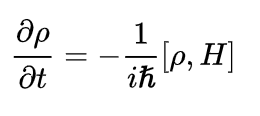 ∂ρ/∂t = −1/iℏ [ρ, H]